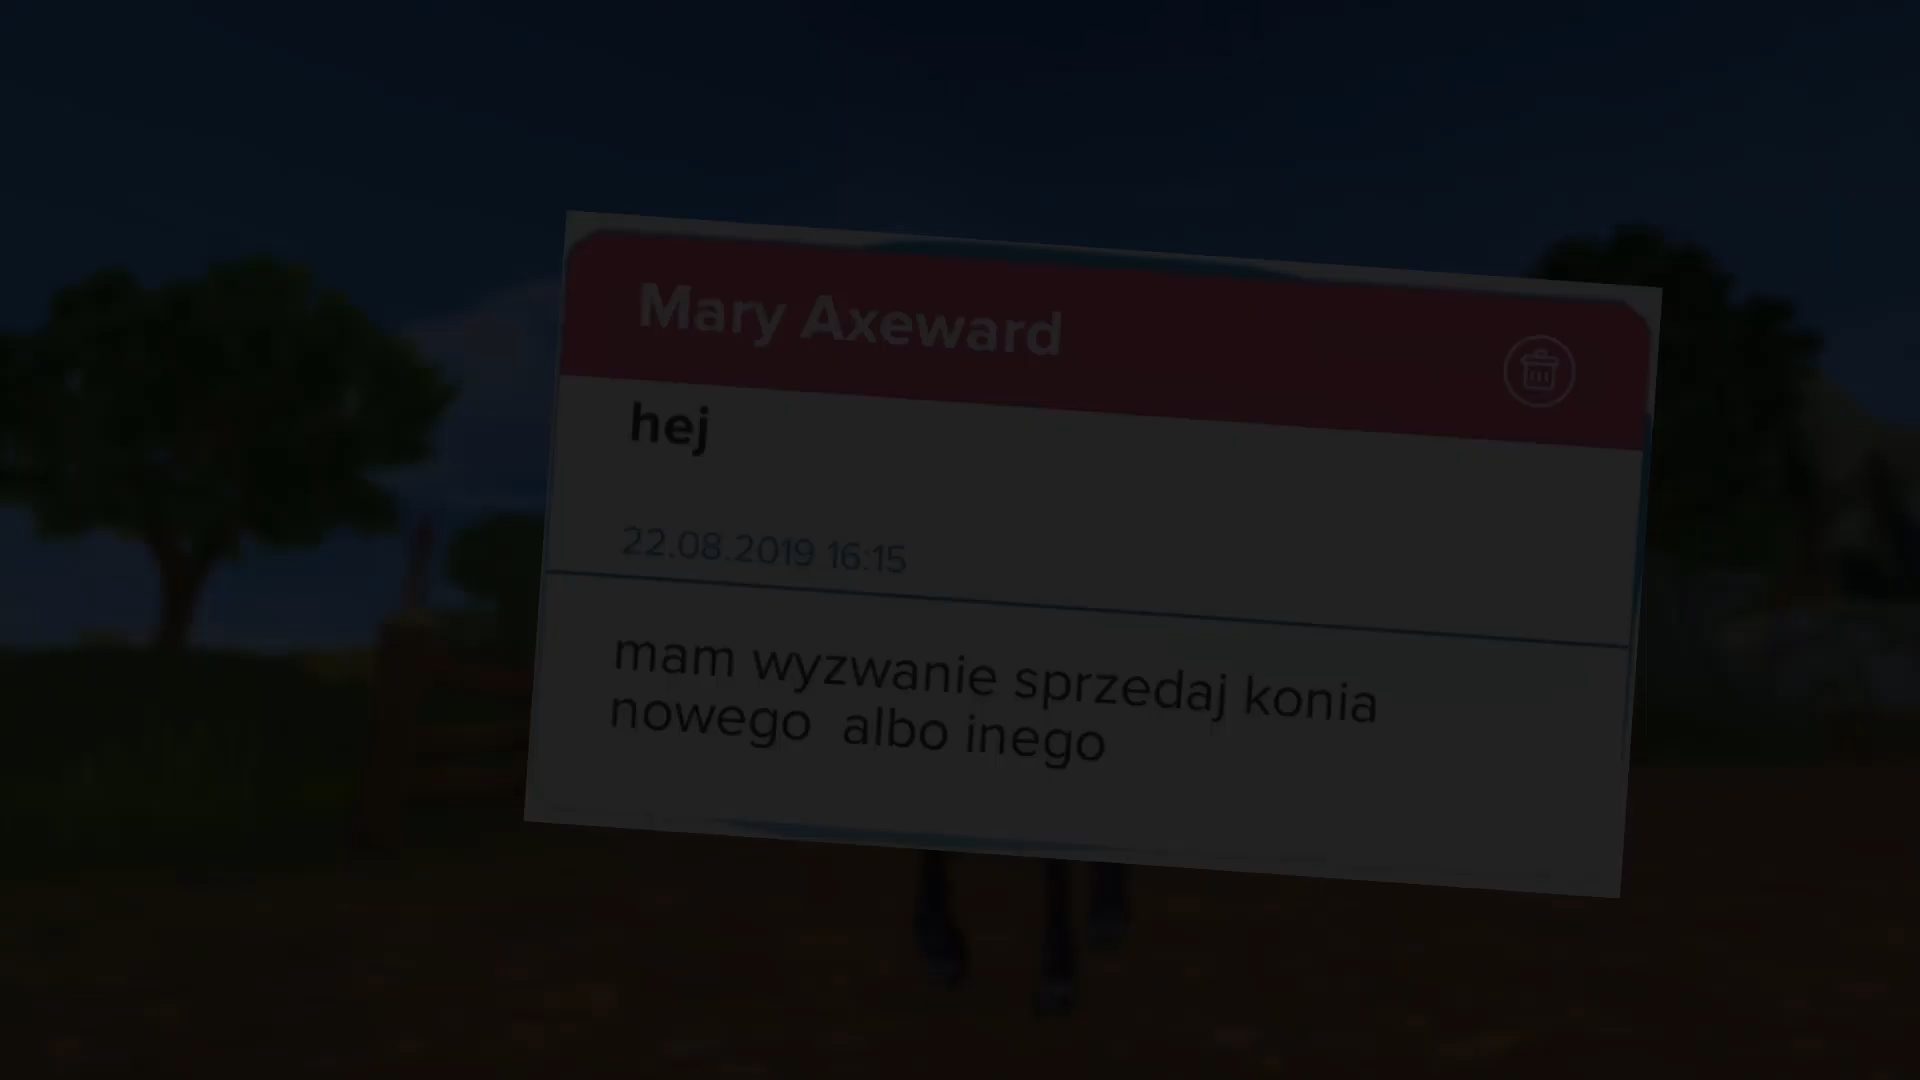 Mary Axeward
hej
22.08.2019 16:15
mam wyzwanie sprzedaj konia
nowego albo inego